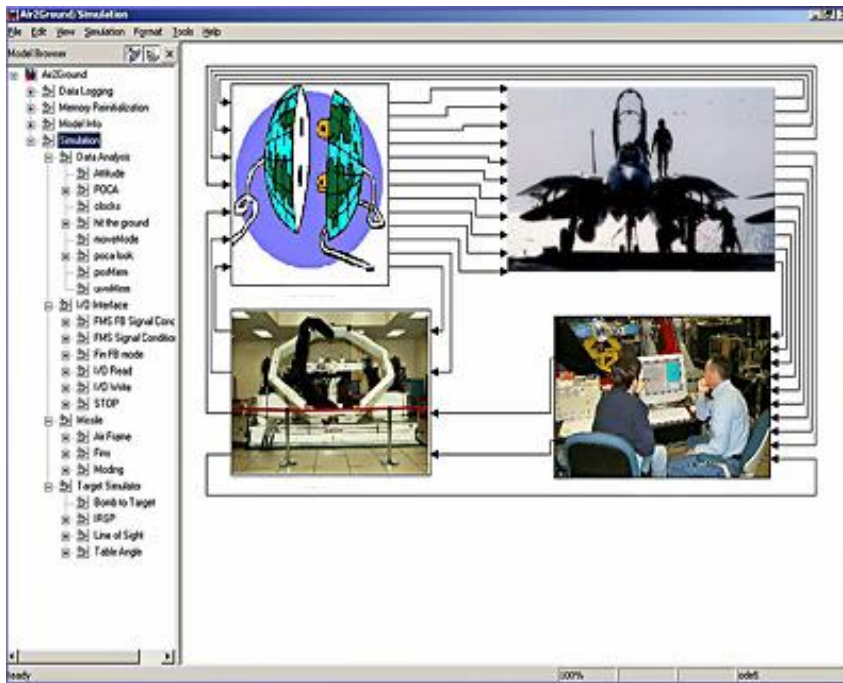 Air2Ground/Simulation
File Edit View Simulation Format Tools Help
Model Browser
Air2Ground
Data Logging
Memory Reinitialization
Model Info
Simulation
Data Analysis
Attitude
POCA
clocks
hit the ground
moveMode
poca look
posMem
uvwMem
I/O Interface
FMS FB Signal Conc
FMS Signal Condition
Fin FB mode
I/O Read
I/O Write
STOP
Missile
Air Frame
Fins
Moding
Target Simulator
Bomb to Target
IRSP
Line of Sight
Table Angle
Ready
100%
ode5